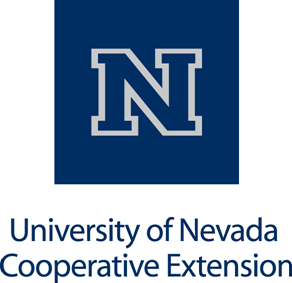 N
University of Nevada
Cooperative Extension